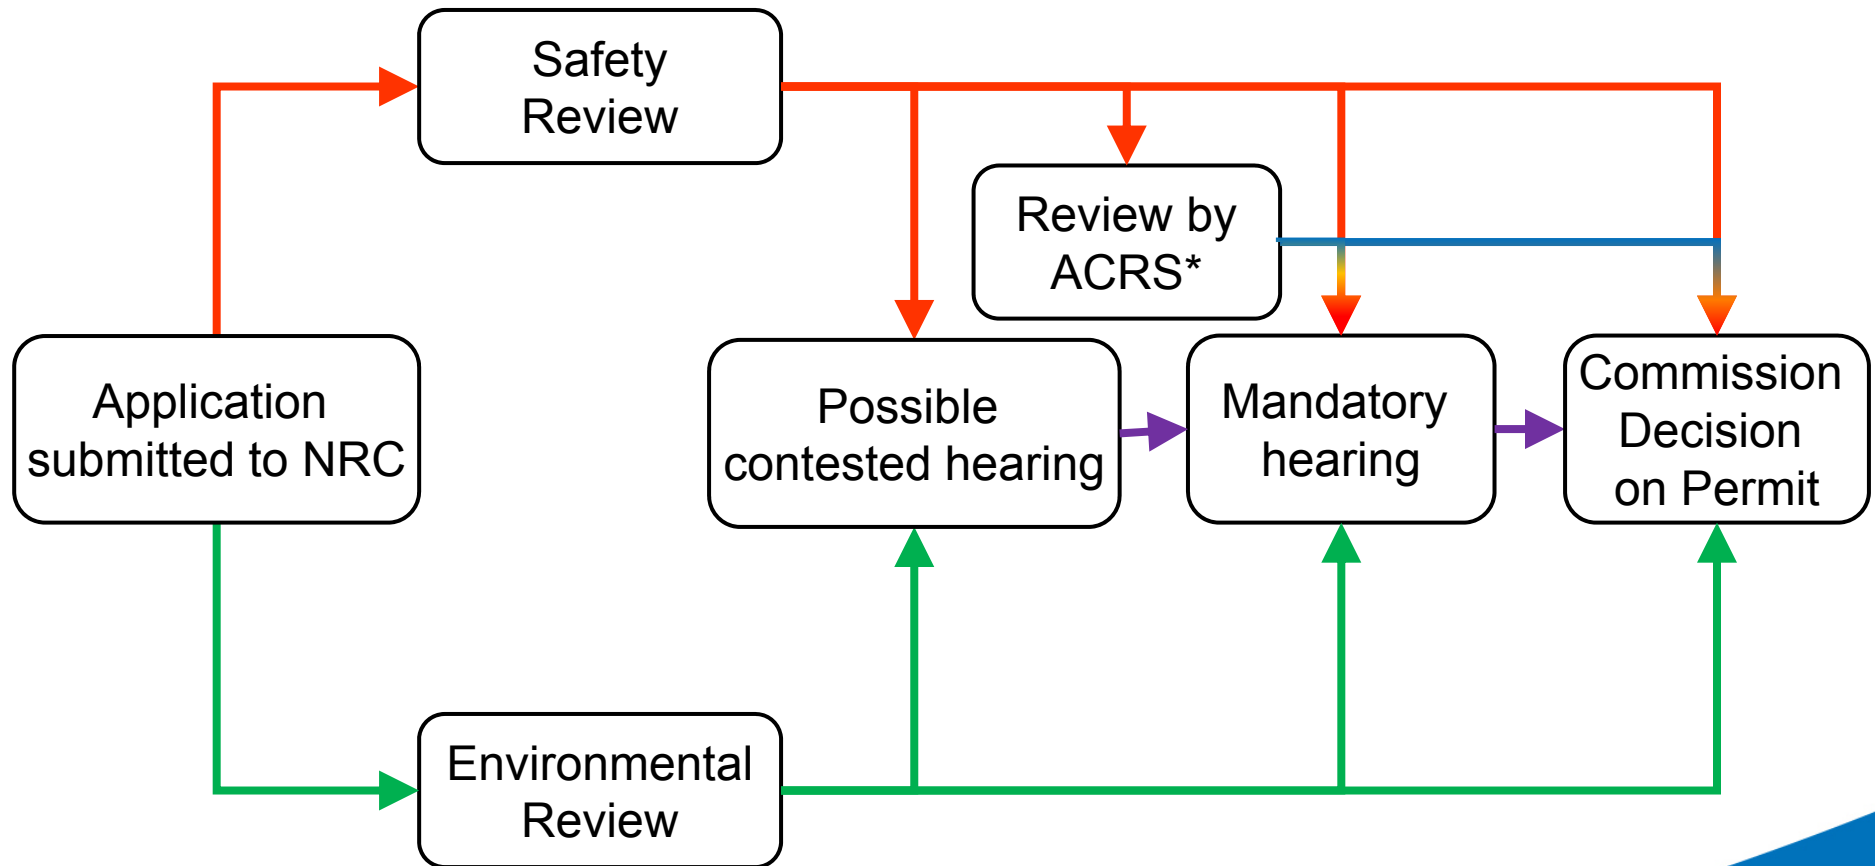 Safety
Review
Review by
ACRS*
Application
submitted to NRC
Possible
contested hearing
Mandatory
hearing
Commission
Decision
on Permit
Environmental
Review